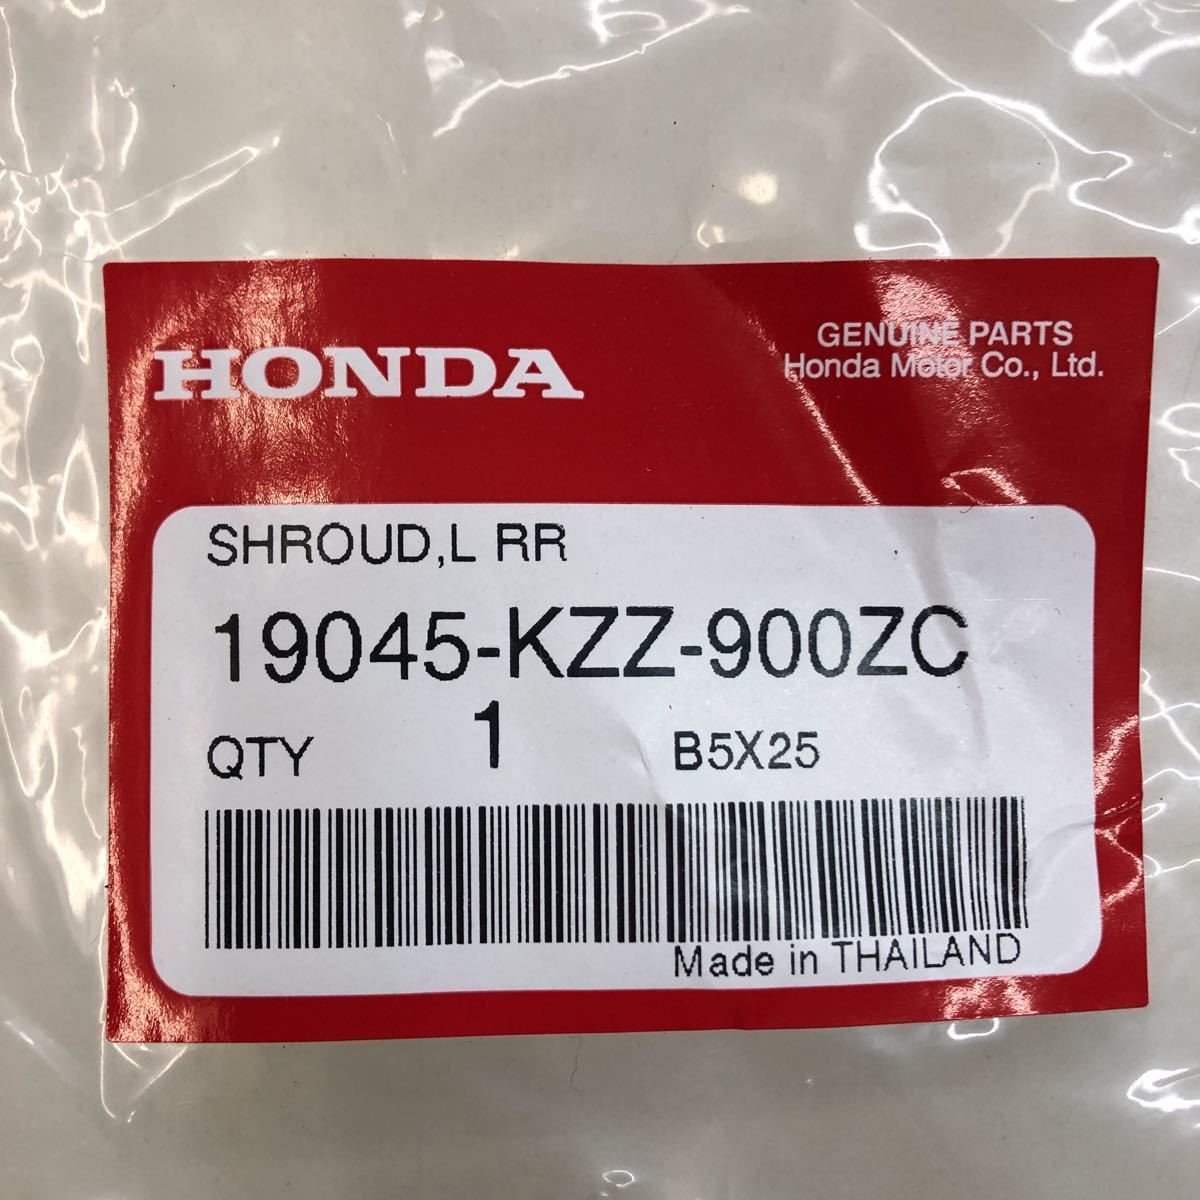 HONDA
GENUINE PARTS
Honda Motor Co., Ltd.
SHROUD,L RR
19045-KZZ-900ZC
QTY 1 B5X25
Made in THAILAND